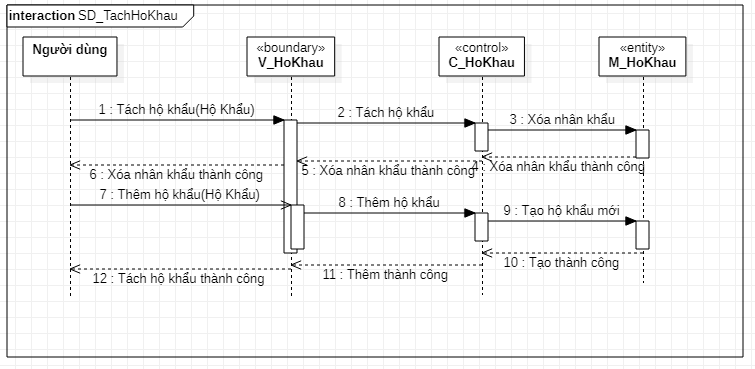 interaction SD_TachHoKhau
Người dùng
«boundary»
V_HoKhau
«control»
C_HoKhau
«entity»
M_HoKhau
1 : Tách hộ khẩu(Hộ Khẩu)
2 : Tách hộ khẩu
3 : Xóa nhân khẩu
4 : Xóa nhân khẩu thành công
5 : Xóa nhân khẩu thành công
6 : Xóa nhân khẩu thành công
7 : Thêm hộ khẩu(Hộ Khẩu)
8 : Thêm hộ khẩu
9 : Tạo hộ khẩu mới
10 : Tạo thành công
11 : Thêm thành công
12 : Tách hộ khẩu thành công